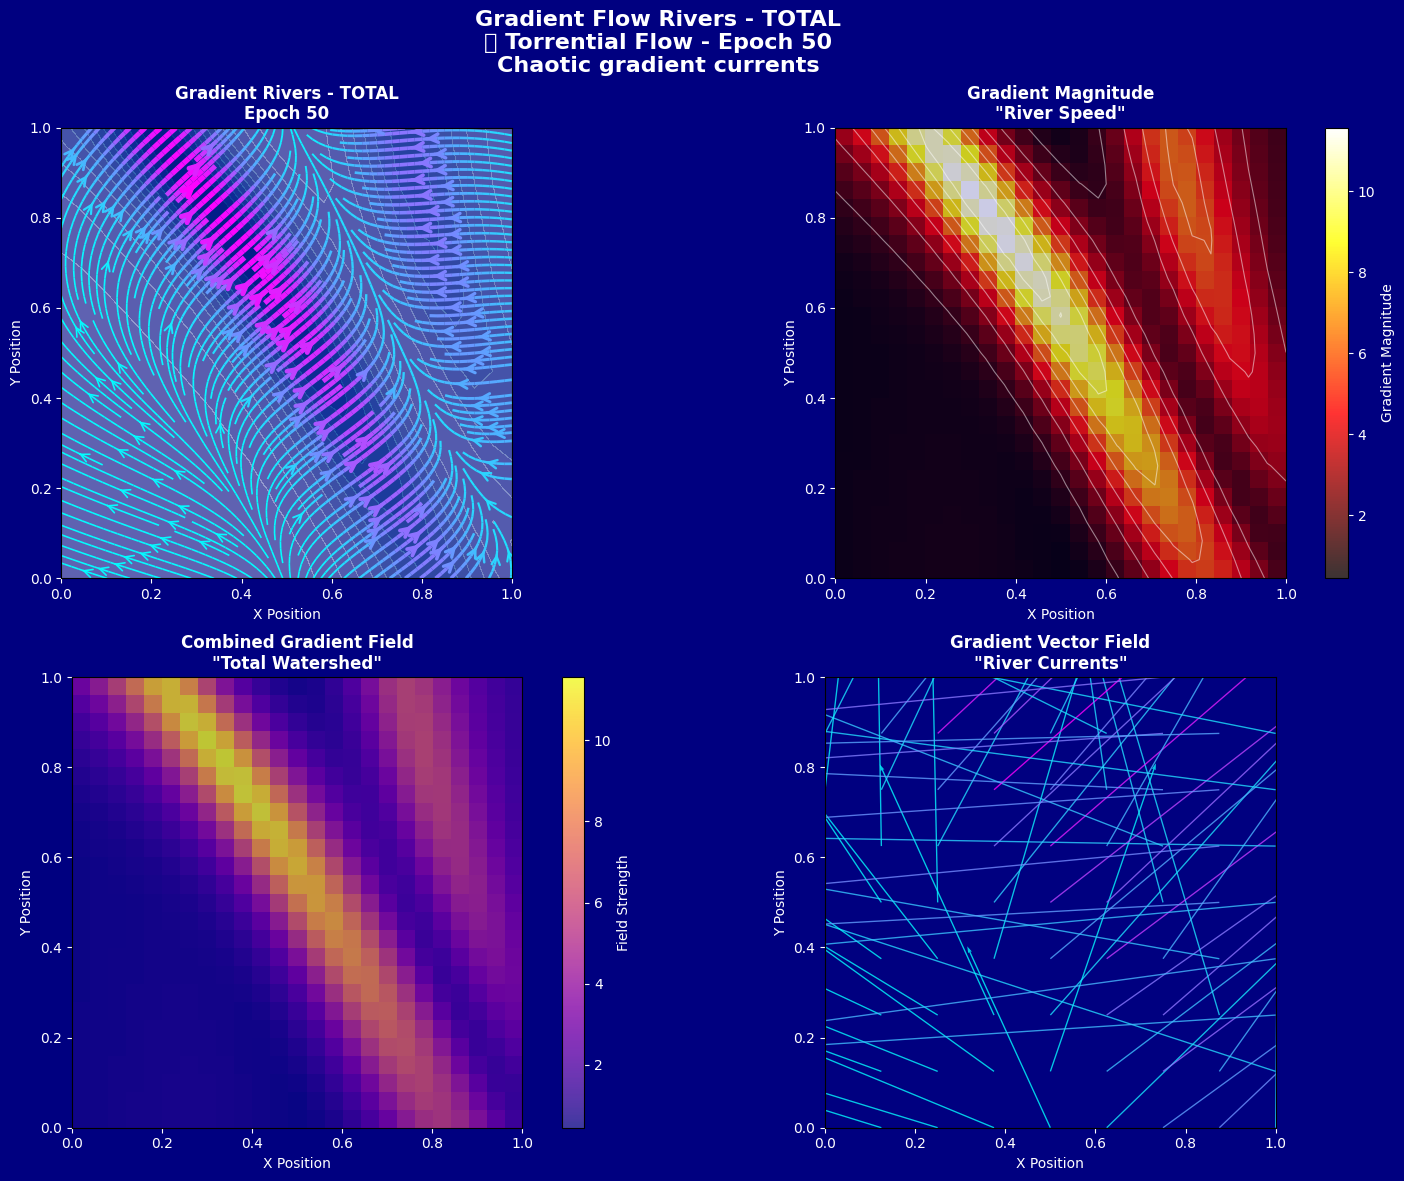 Gradient Flow Rivers - TOTAL
▯ Torrential Flow - Epoch 50
Chaotic gradient currents
Gradient Rivers - TOTAL
Epoch 50
1.0
0.8
0.6
0.4
0.2
0.0
Y Position
0.0 0.2 0.4 0.6 0.8 1.0
X Position
Gradient Magnitude
"River Speed"
1.0
0.8
0.6
0.4
0.2
0.0
Y Position
0.0 0.2 0.4 0.6 0.8 1.0
X Position
10
8
6
4
2
Gradient Magnitude
Combined Gradient Field
"Total Watershed"
1.0
0.8
0.6
0.4
0.2
0.0
Y Position
0.0 0.2 0.4 0.6 0.8 1.0
X Position
10
8
6
4
2
Field Strength
Gradient Vector Field
"River Currents"
1.0
0.8
0.6
0.4
0.2
0.0
Y Position
0.0 0.2 0.4 0.6 0.8 1.0
X Position